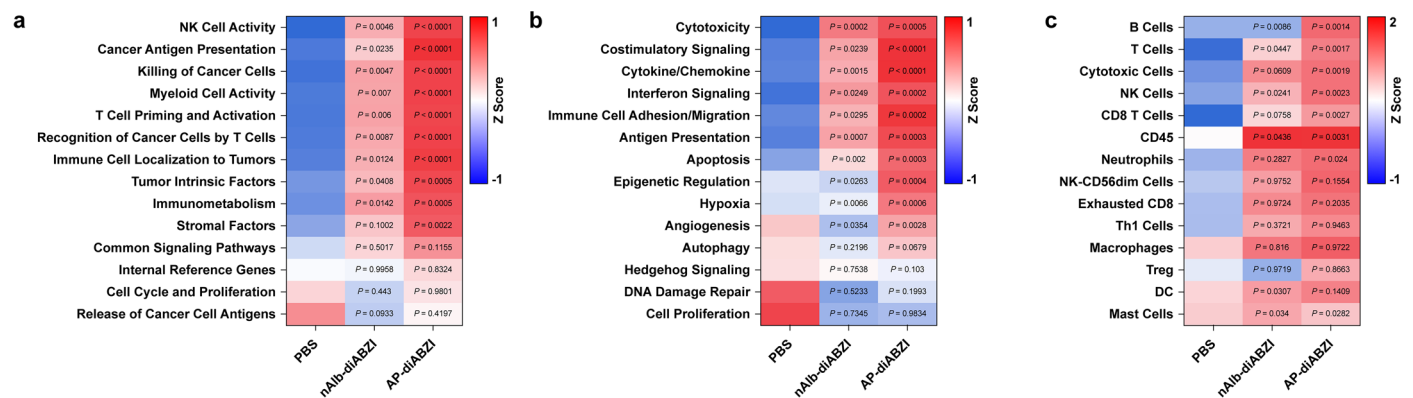 a
NK Cell Activity P = 0.0046 P < 0.0001
Cancer Antigen Presentation P = 0.0235 P < 0.0001
Killing of Cancer Cells P = 0.0047 P < 0.0001
Myeloid Cell Activity P = 0.007 P < 0.0001
T Cell Priming and Activation P = 0.006 P < 0.0001
Recognition of Cancer Cells by T Cells P = 0.0087 P < 0.0001
Immune Cell Localization to Tumors P = 0.0124 P < 0.0001
Tumor Intrinsic Factors P = 0.0408 P = 0.0005
Immunometabolism P = 0.0142 P = 0.0005
Stromal Factors P = 0.1002 P = 0.0022
Common Signaling Pathways P = 0.5017 P = 0.1155
Internal Reference Genes P = 0.9958 P = 0.8324
Cell Cycle and Proliferation P = 0.443 P = 0.9801
Release of Cancer Cell Antigens P = 0.0933 P = 0.4197
PBS
nAlb-diABZI
AP-diABZI
1
Z Score
-1
b
Cytotoxicity P = 0.0002 P = 0.0005
Costimulatory Signaling P = 0.0239 P < 0.0001
Cytokine/Chemokine P = 0.0015 P < 0.0001
Interferon Signaling P = 0.0249 P = 0.0002
Immune Cell Adhesion/Migration P = 0.0295 P = 0.0002
Antigen Presentation P = 0.0007 P = 0.0003
Apoptosis P = 0.002 P = 0.0003
Epigenetic Regulation P = 0.0263 P = 0.0004
Hypoxia P = 0.0066 P = 0.0006
Angiogenesis P = 0.0354 P = 0.0028
Autophagy P = 0.2196 P = 0.0679
Hedgehog Signaling P = 0.7538 P = 0.103
DNA Damage Repair P = 0.5233 P = 0.1993
Cell Proliferation P = 0.7345 P = 0.9834
PBS
nAlb-diABZI
AP-diABZI
1
Z Score
-1
c
B Cells P = 0.0086 P = 0.0014
T Cells P = 0.0447 P = 0.0017
Cytotoxic Cells P = 0.0609 P = 0.0019
NK Cells P = 0.0241 P = 0.0023
CD8 T Cells P = 0.0758 P = 0.0027
CD45 P = 0.0436 P = 0.0031
Neutrophils P = 0.2827 P = 0.024
NK-CD56dim Cells P = 0.9752 P = 0.1554
Exhausted CD8 P = 0.9724 P = 0.2035
Th1 Cells P = 0.3721 P = 0.9463
Macrophages P = 0.816 P = 0.9722
Treg P = 0.9719 P = 0.8663
DC P = 0.0307 P = 0.1409
Mast Cells P = 0.034 P = 0.0282
PBS
nAlb-diABZI
AP-diABZI
2
Z Score
-1